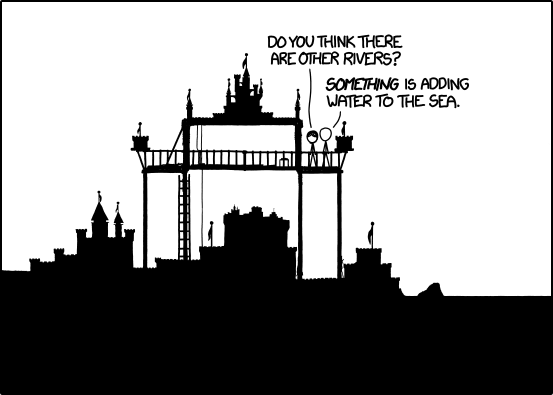 DO YOU THINK THERE
ARE OTHER RIVERS?
SOMETHING IS ADDING
WATER TO THE SEA.